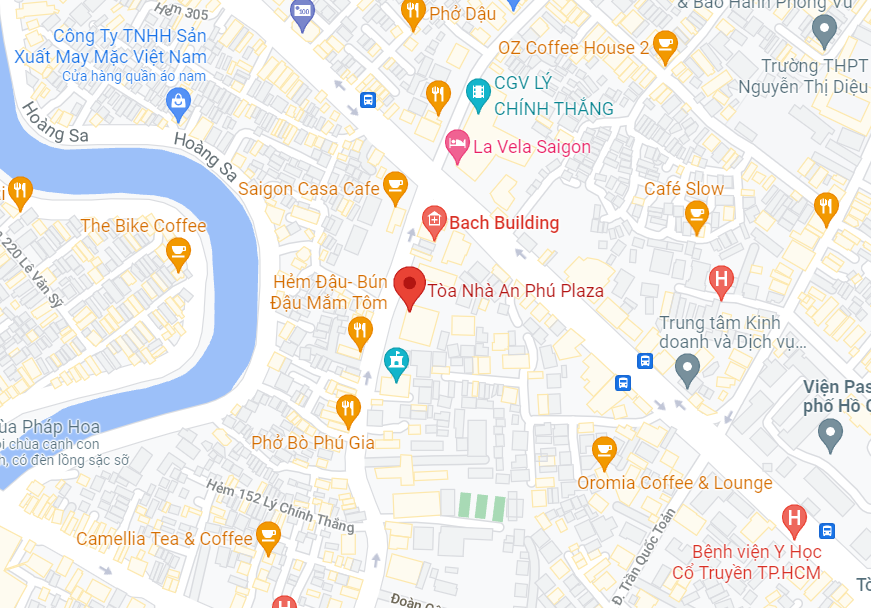 Hẻm 305
Phở Dậu
& Bảo Hành Phong Vũ
Công Ty TNHH Sản
Xuất May Mặc Việt Nam
Cửa hàng quần áo nam
OZ Coffee House 2
Trường THPT
Nguyễn Thị Diệu
CGV LÝ
CHÍNH THẮNG
Hoàng Sa
Hoàng Sa
La Vela Saigon
Saigon Casa Cafe
Café Slow
The Bike Coffee
Bach Building
220 Lê Văn Sỹ
Hẻm Đậu- Bún
Đậu Mắm Tôm
Tòa Nhà An Phú Plaza
Trung tâm Kinh
doanh và Dịch vụ...
Viện Pas
phố Hồ C
ùa Pháp Hoa
chùa cạnh con
, có đèn lồng sặc sỡ
Phở Bò Phú Gia
Oromia Coffee & Lounge
Hẻm 152 Lý Chính Thắng
Camellia Tea & Coffee
Đ. Trần Quốc Toản
Bệnh viện Y Học
Cổ Truyền TP.HCM
Đoàn C